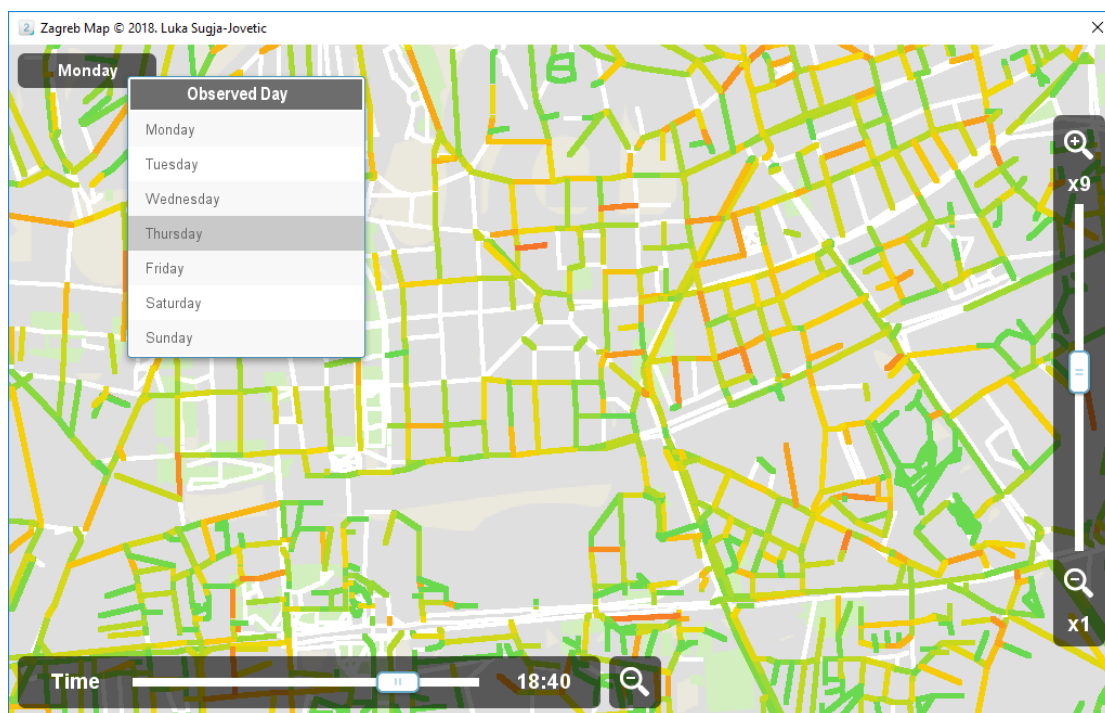 Zagreb Map © 2018. Luka Sugja-Jovetic
Monday
Observed Day
Monday
Tuesday
Wednesday
Thursday
Friday
Saturday
Sunday
x9
x1
Time 18:40